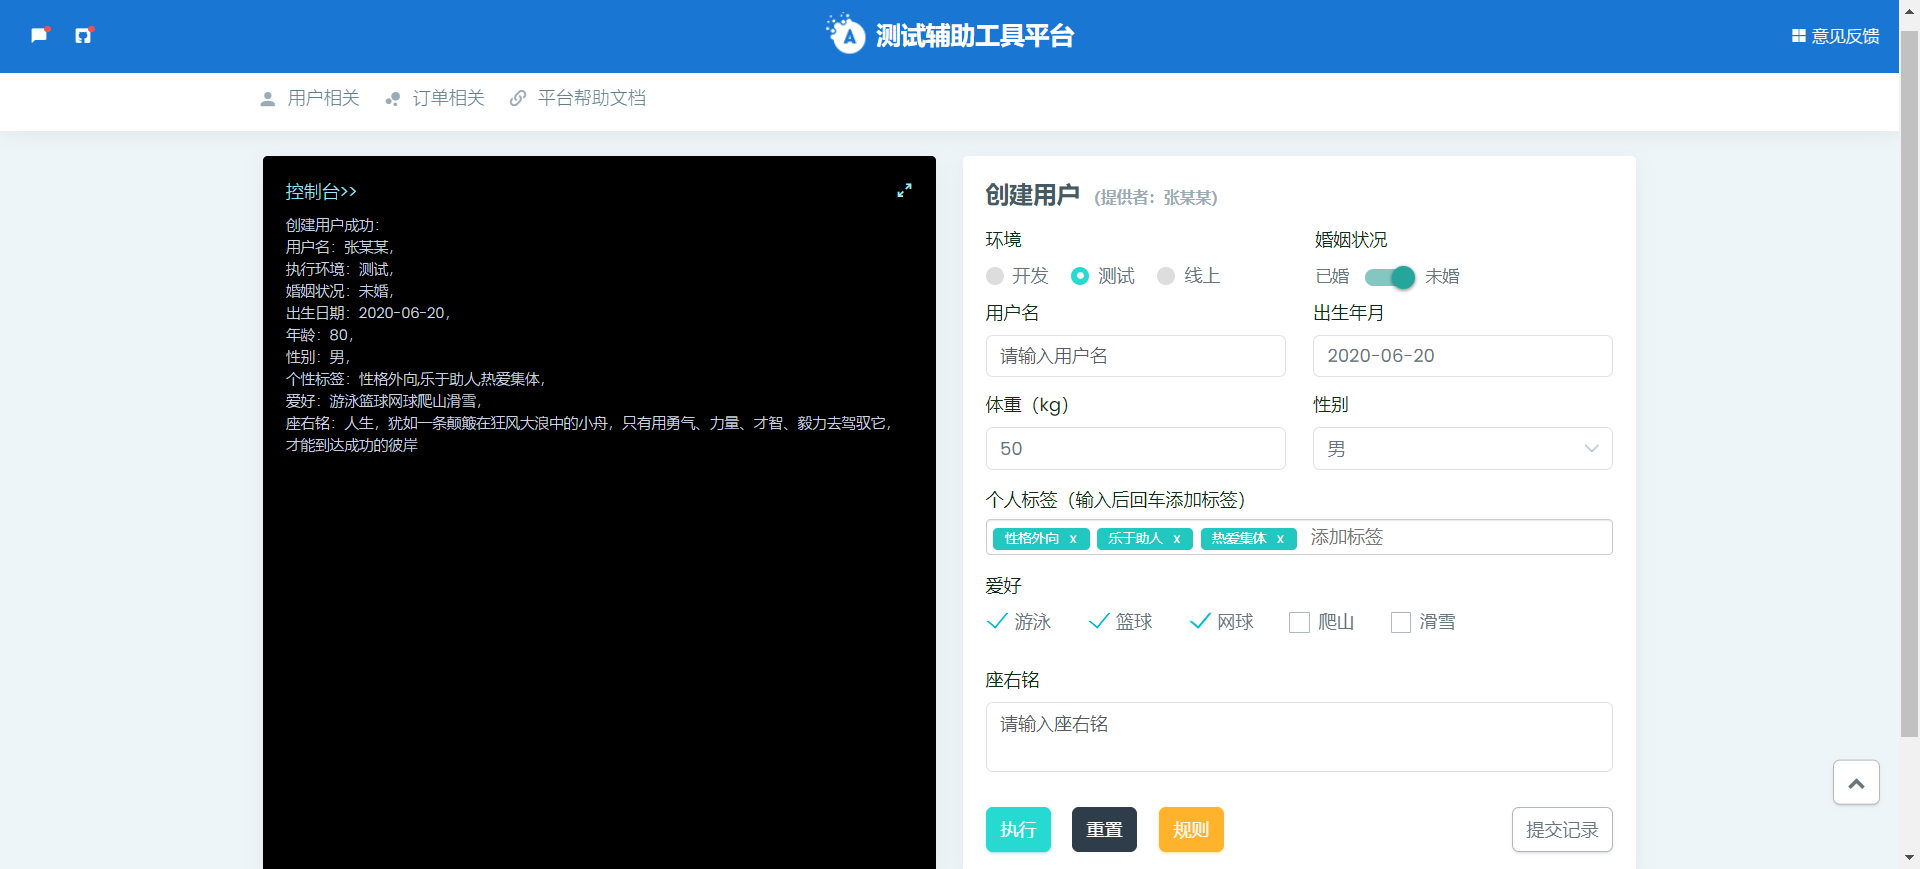 测试辅助工具平台
意见反馈
用户相关 订单相关 平台帮助文档
控制台>>
创建用户成功：
用户名：张某某，
执行环境：测试，
婚姻状况：未婚，
出生日期：2020-06-20，
年龄：80，
性别：男，
个性标签：性格外向,乐于助人,热爱集体，
爱好：游泳篮球网球爬山滑雪，
座右铭：人生，犹如一条颠簸在狂风大浪中的小舟，只有用勇气、力量、才智、毅力去驾驭它，
才能到达成功的彼岸
创建用户 (提供者：张某某)
环境 婚姻状况
开发 测试 线上 已婚 未婚
用户名 出生年月
请输入用户名 2020-06-20
体重（kg） 性别
50 男
个人标签（输入后回车添加标签）
性格外向 x 乐于助人 x 热爱集体 x 添加标签
爱好
游泳 篮球 网球 爬山 滑雪
座右铭
请输入座右铭
执行 重置 规则 提交记录